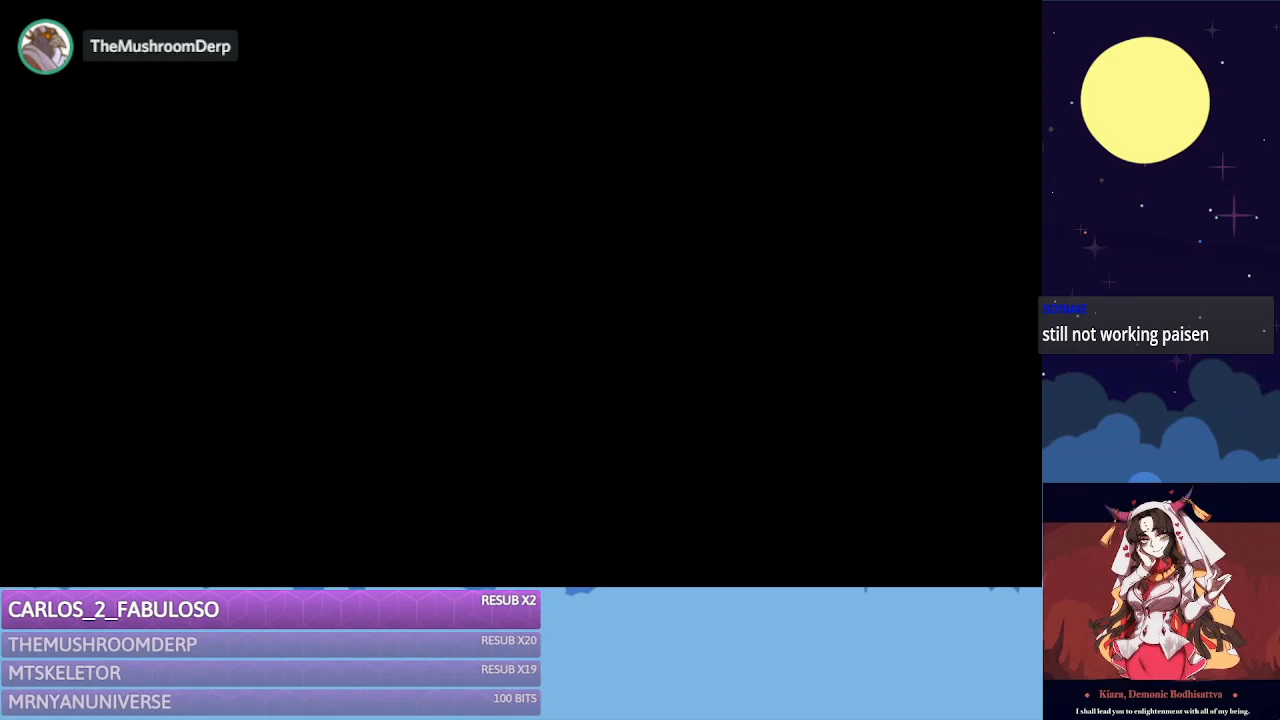 TheMushroomDerp
still not working paisen
CARLOS_2_FABULOSO RESUB X2
THEMUSHROOMDERP RESUB X20
MTSKELETOR RESUB X19
MRNYANUNIVERSE 100 BITS
Kiara, Demonic Bodhisattva
I shall lead you to enlightenment with all of my being.